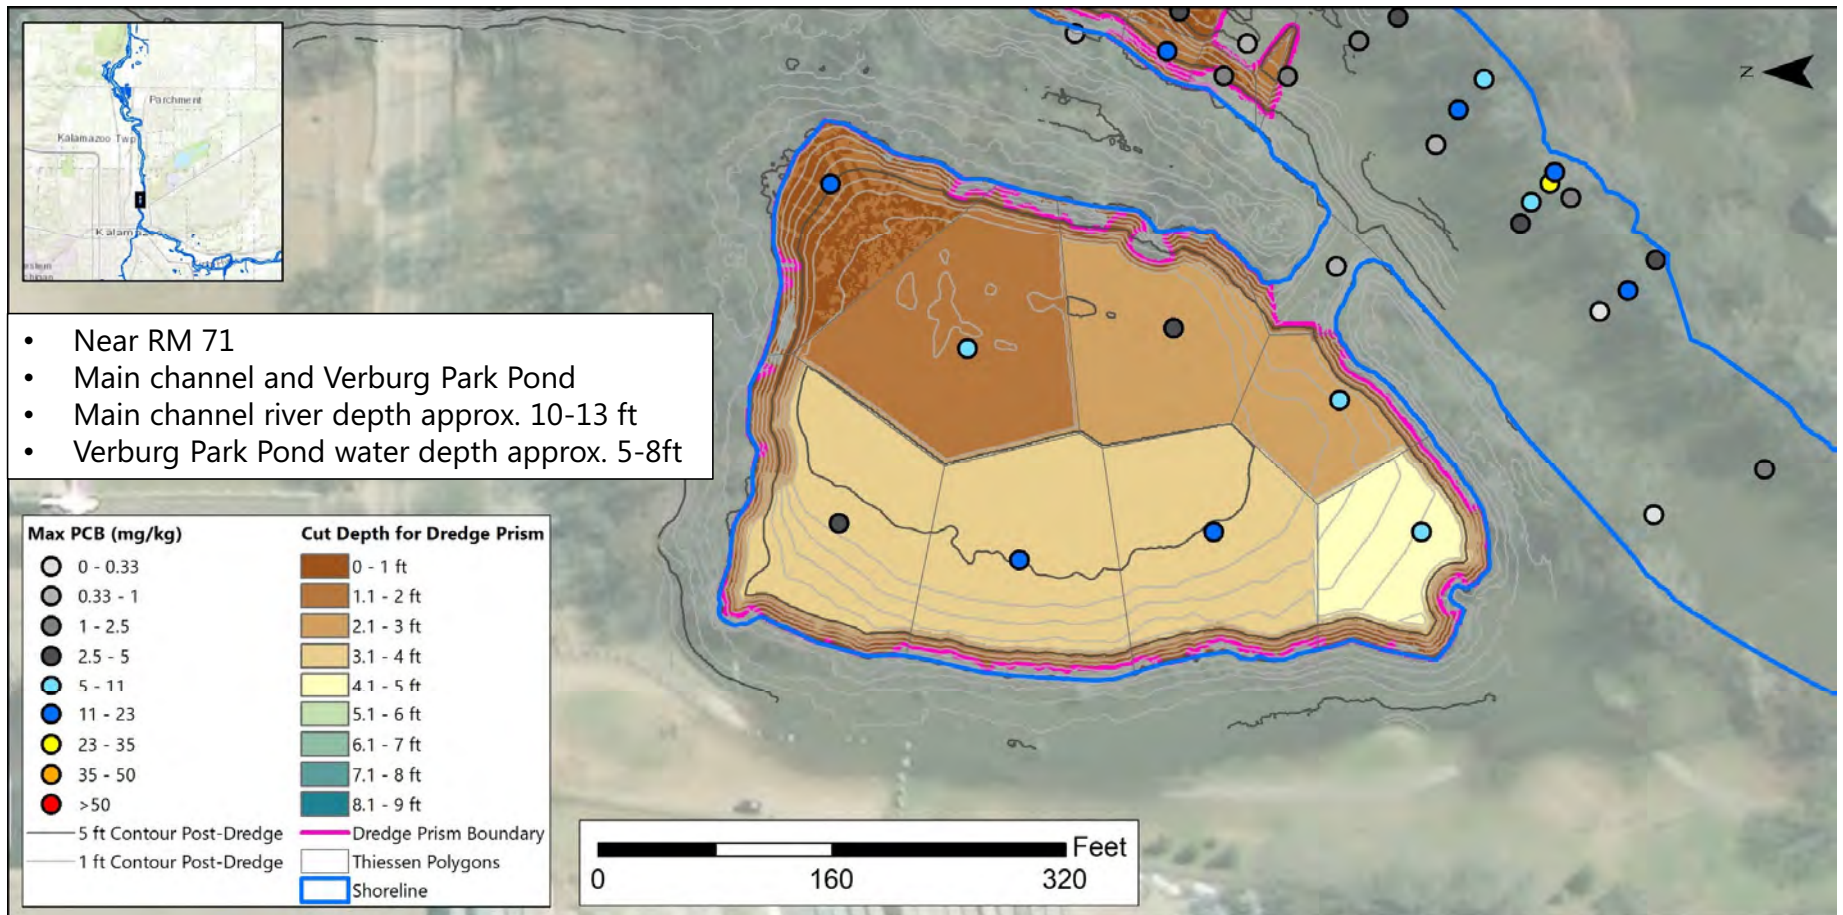 N
Parchment
Kalamazoo Twp
• Near RM 71
• Main channel and Verburg Park Pond
• Main channel river depth approx. 10-13 ft
• Verburg Park Pond water depth approx. 5-8ft
Max PCB (mg/kg)
0 - 0.33
0.33 - 1
1 - 2.5
2.5 - 5
5 - 11
11 - 23
23 - 35
35 - 50
>50
5 ft Contour Post-Dredge
1 ft Contour Post-Dredge
Cut Depth for Dredge Prism
0 - 1 ft
1.1 - 2 ft
2.1 - 3 ft
3.1 - 4 ft
4.1 - 5 ft
5.1 - 6 ft
6.1 - 7 ft
7.1 - 8 ft
8.1 - 9 ft
Dredge Prism Boundary
Thiessen Polygons
Shoreline
Feet
0 160 320